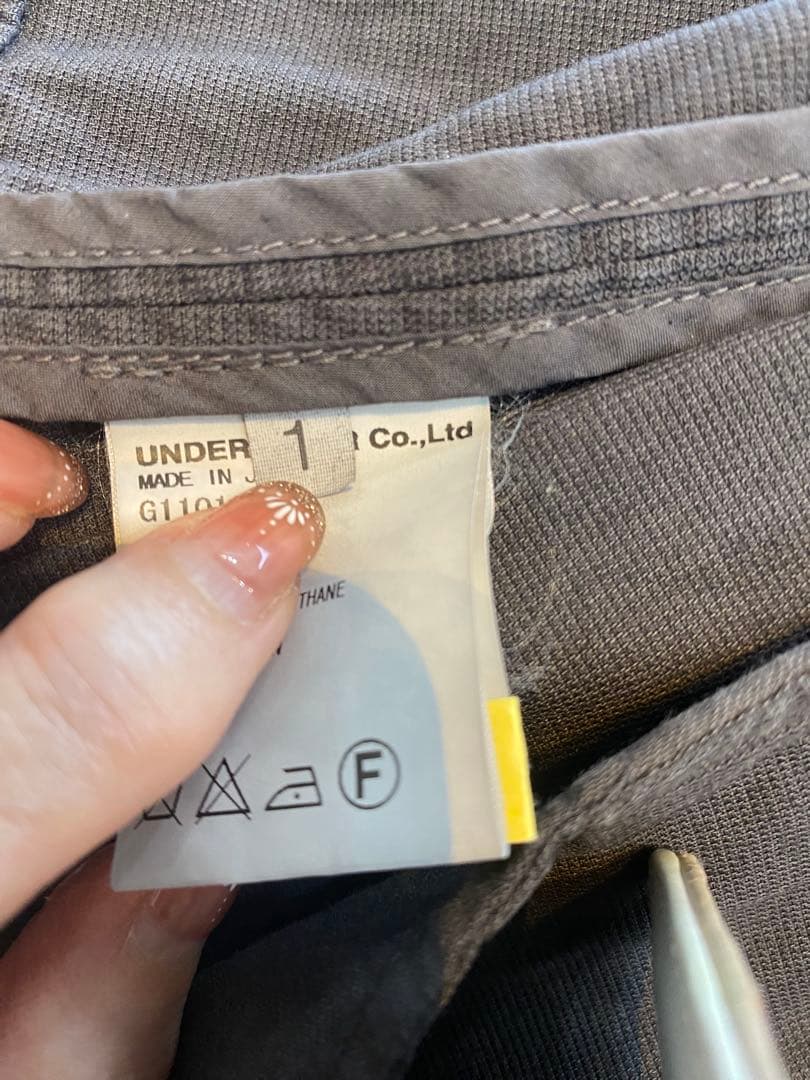 1
UNDER Co.,Ltd
MADE IN
G1101
THANE
F